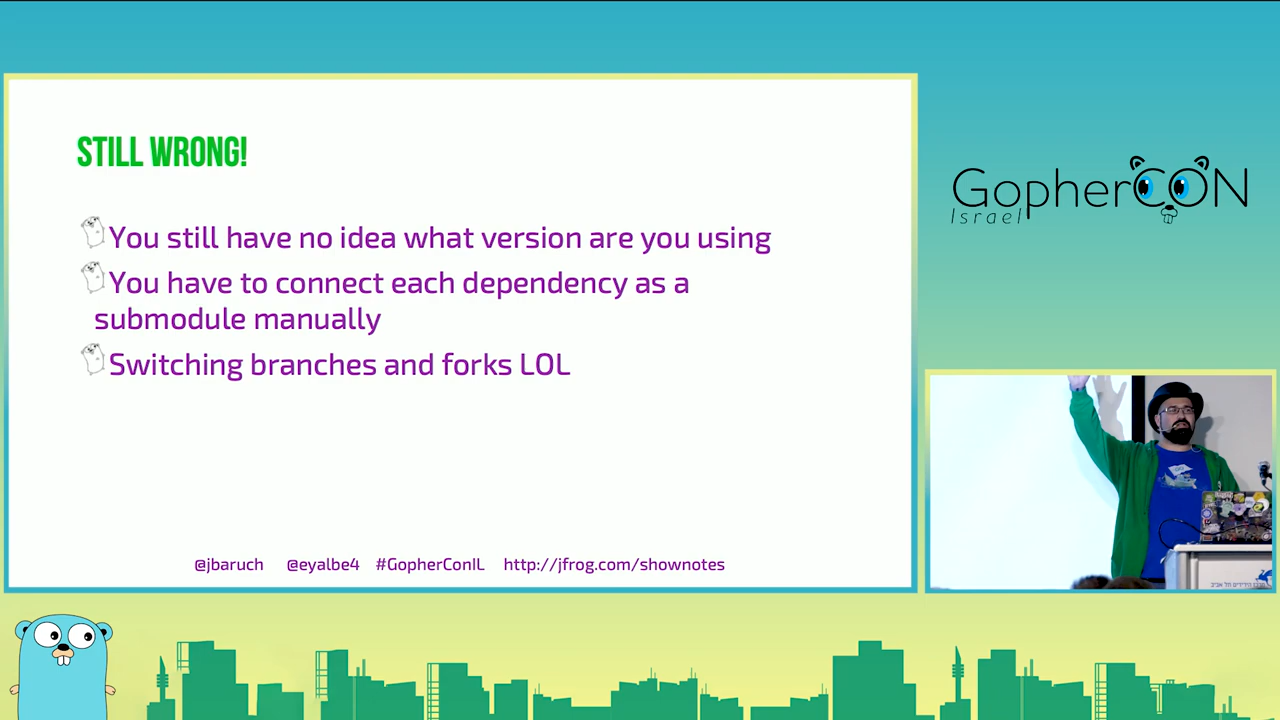 STILL WRONG!
You still have no idea what version are you using
You have to connect each dependency as a
submodule manually
Switching branches and forks LOL
@jbaruch @eyalbe4 #GopherConIL http://jfrog.com/shownotes
GopherCON
Israel